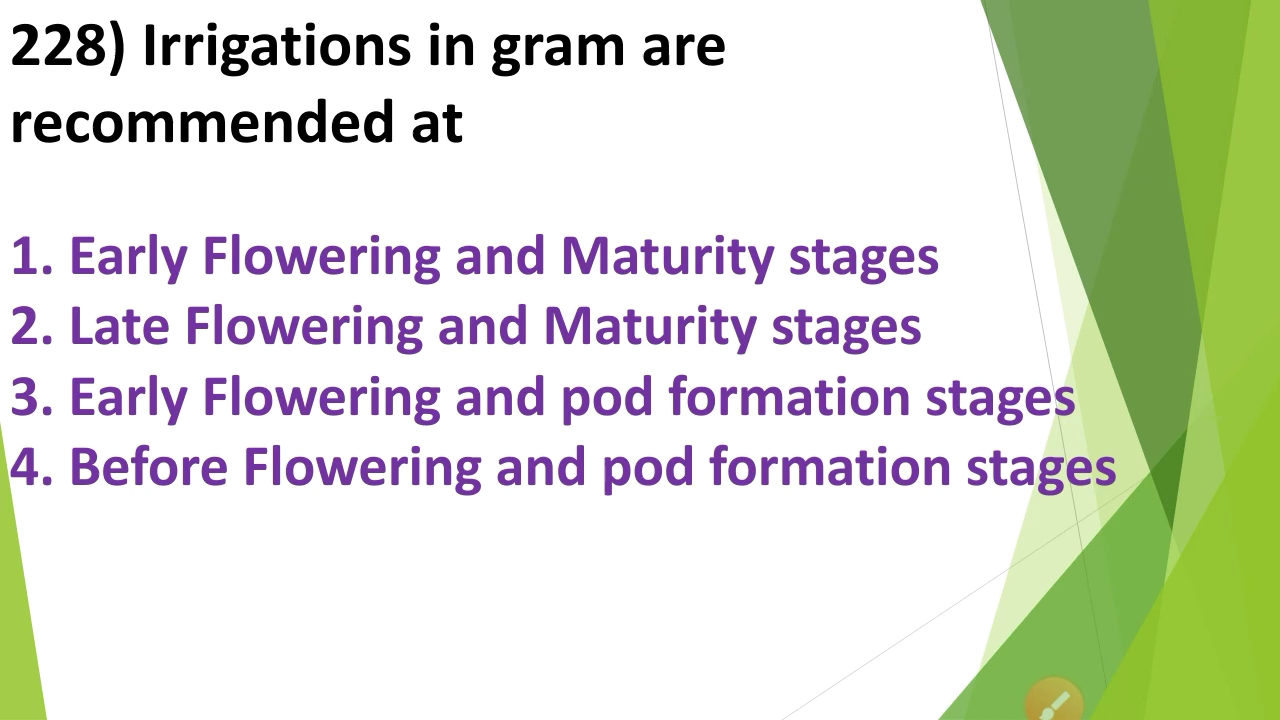 228) Irrigations in gram are
recommended at
1. Early Flowering and Maturity stages
2. Late Flowering and Maturity stages
3. Early Flowering and pod formation stages
4. Before Flowering and pod formation stages